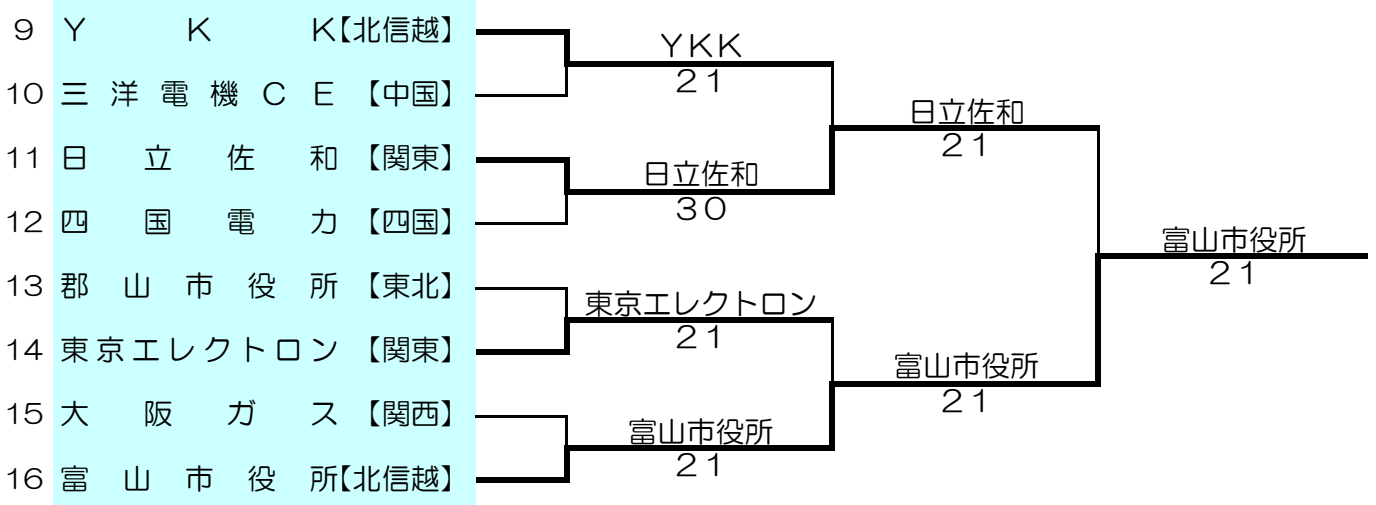 9 Y K K【北信越】
10 三洋電機CE【中国】
11 日立佐和【関東】
12 四国電力【四国】
13 郡山市役所【東北】
14 東京エレクトロン【関東】
15 大阪ガス【関西】
16 富山市役所【北信越】
YKK
21
日立佐和
30
東京エレクトロン
21
富山市役所
21
日立佐和
21
富山市役所
21
富山市役所
21